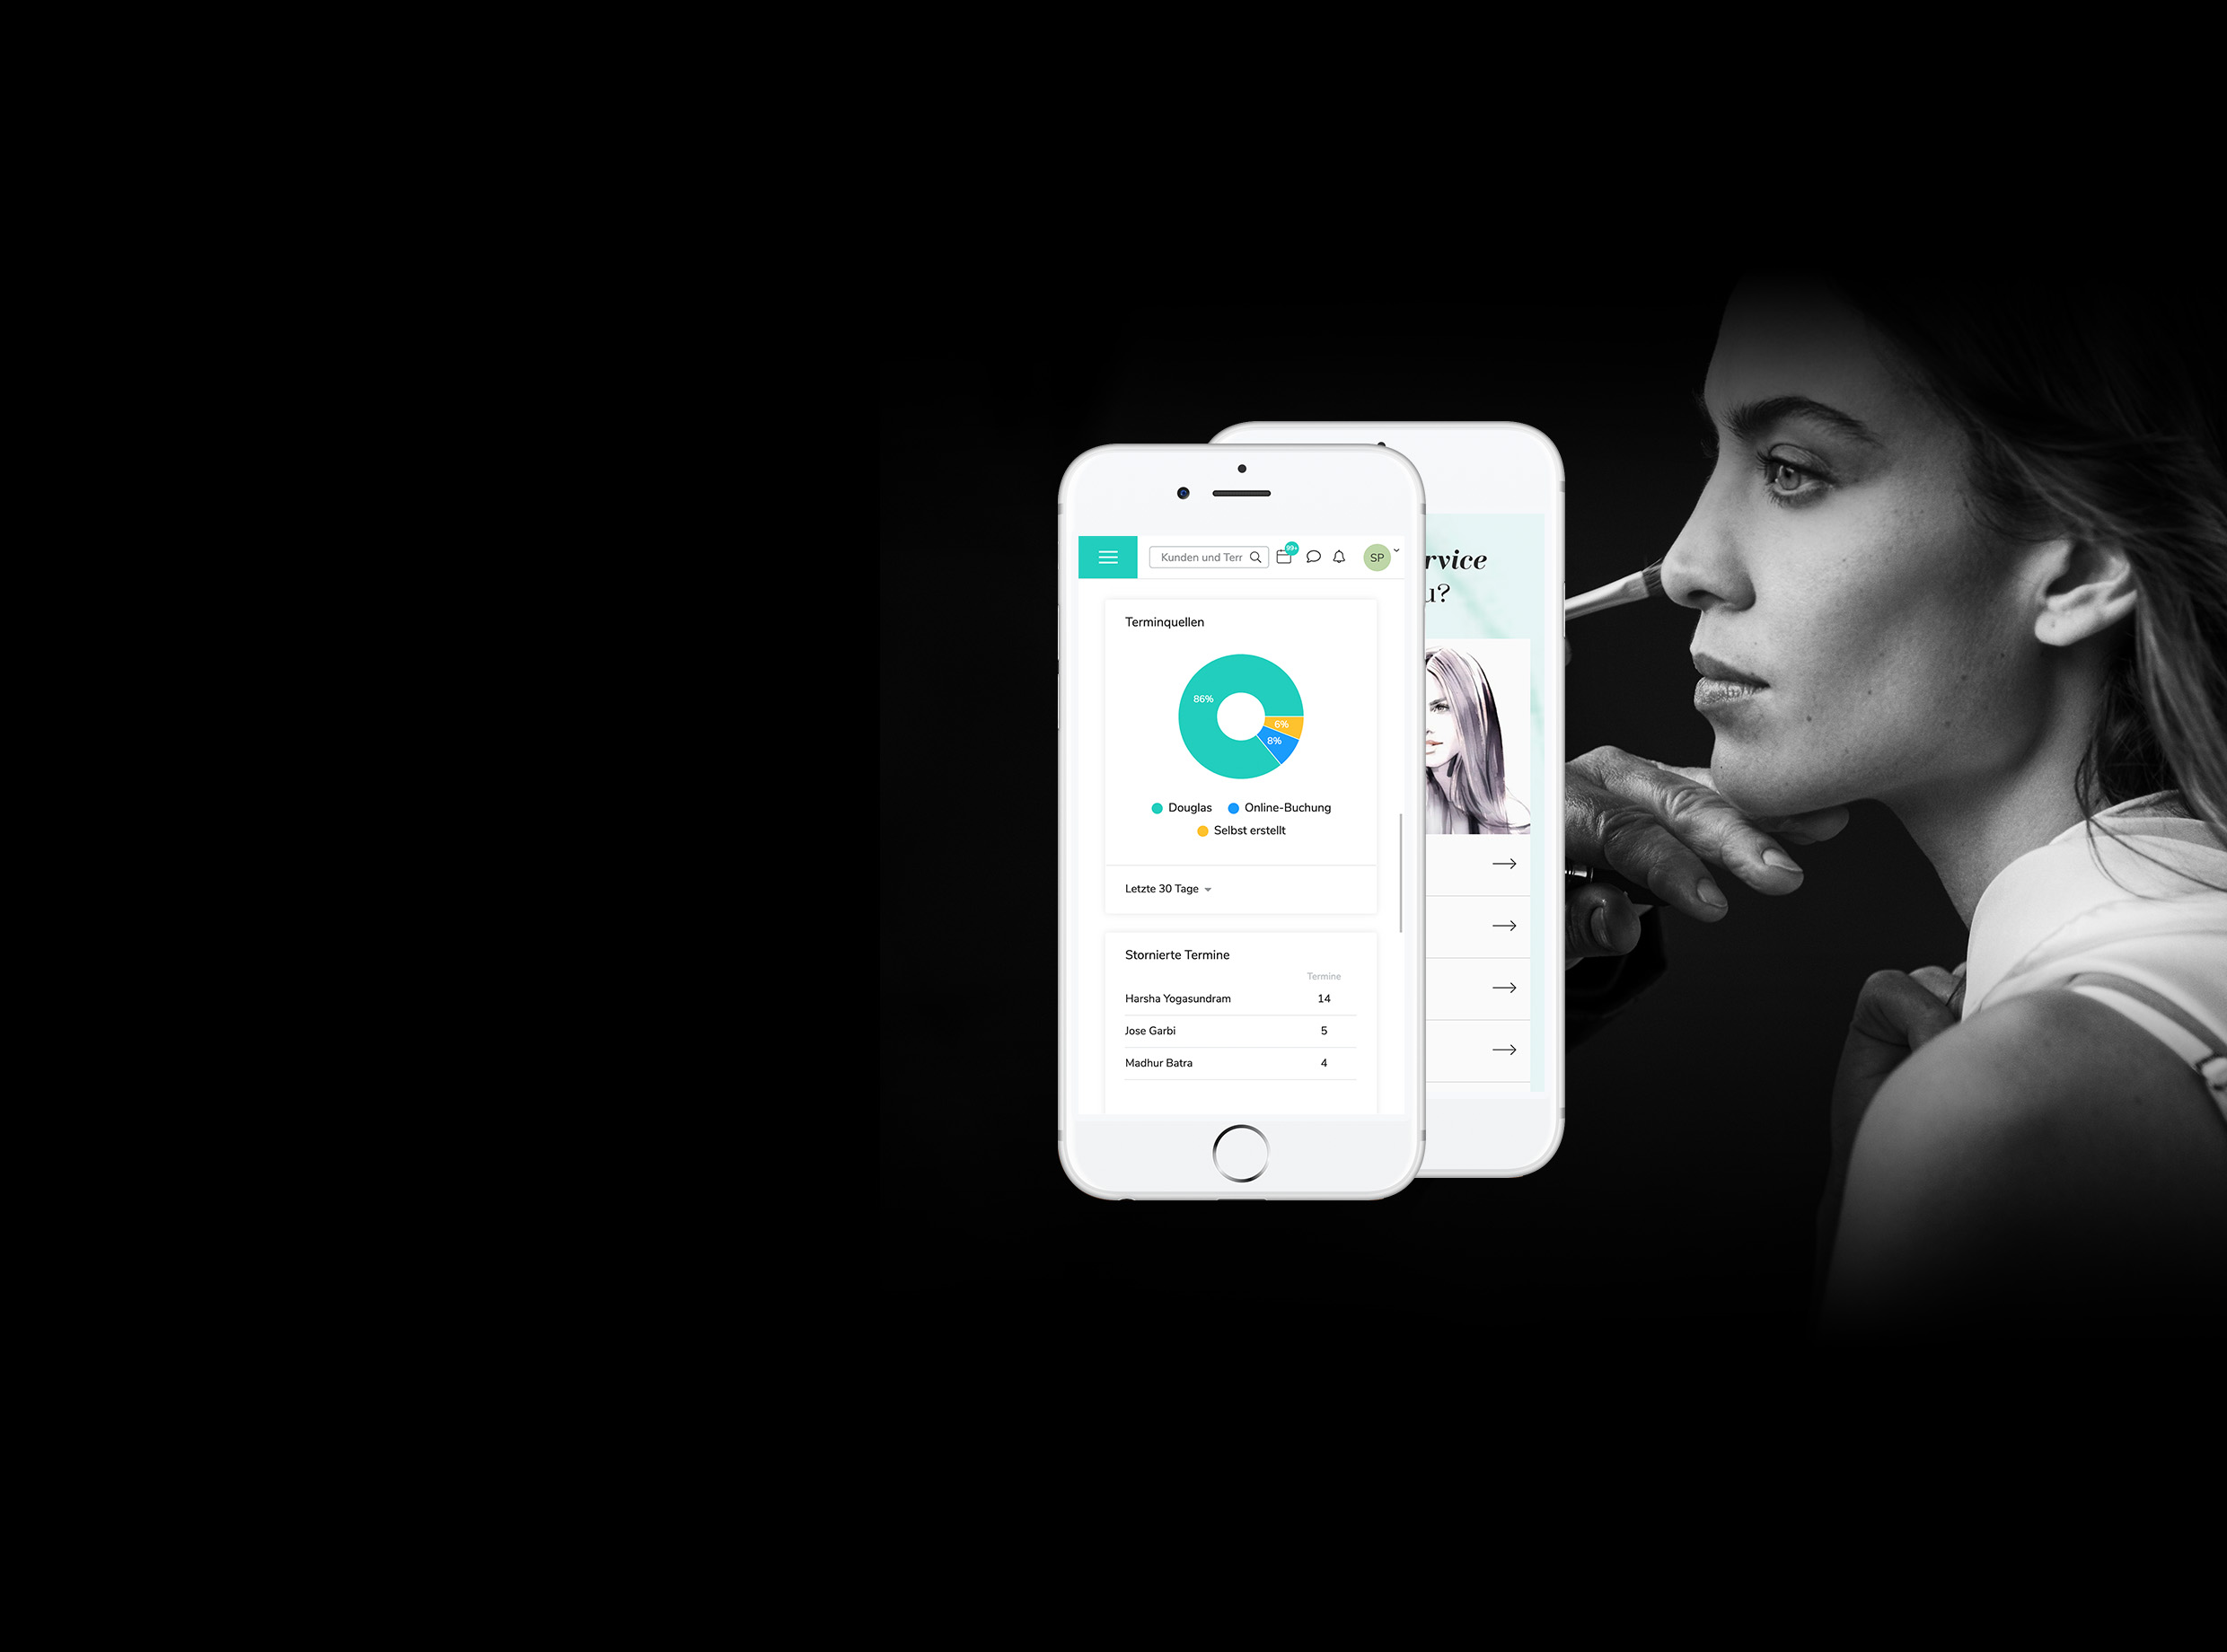 Kunden und Terr
99+
SP
Terminquellen
86%
6%
8%
Douglas
Online-Buchung
Selbst erstellt
Letzte 30 Tage
Stornierte Termine
Termine
Harsha Yogasundram 14
Jose Garbi 5
Madhur Batra 4
rvice
u?